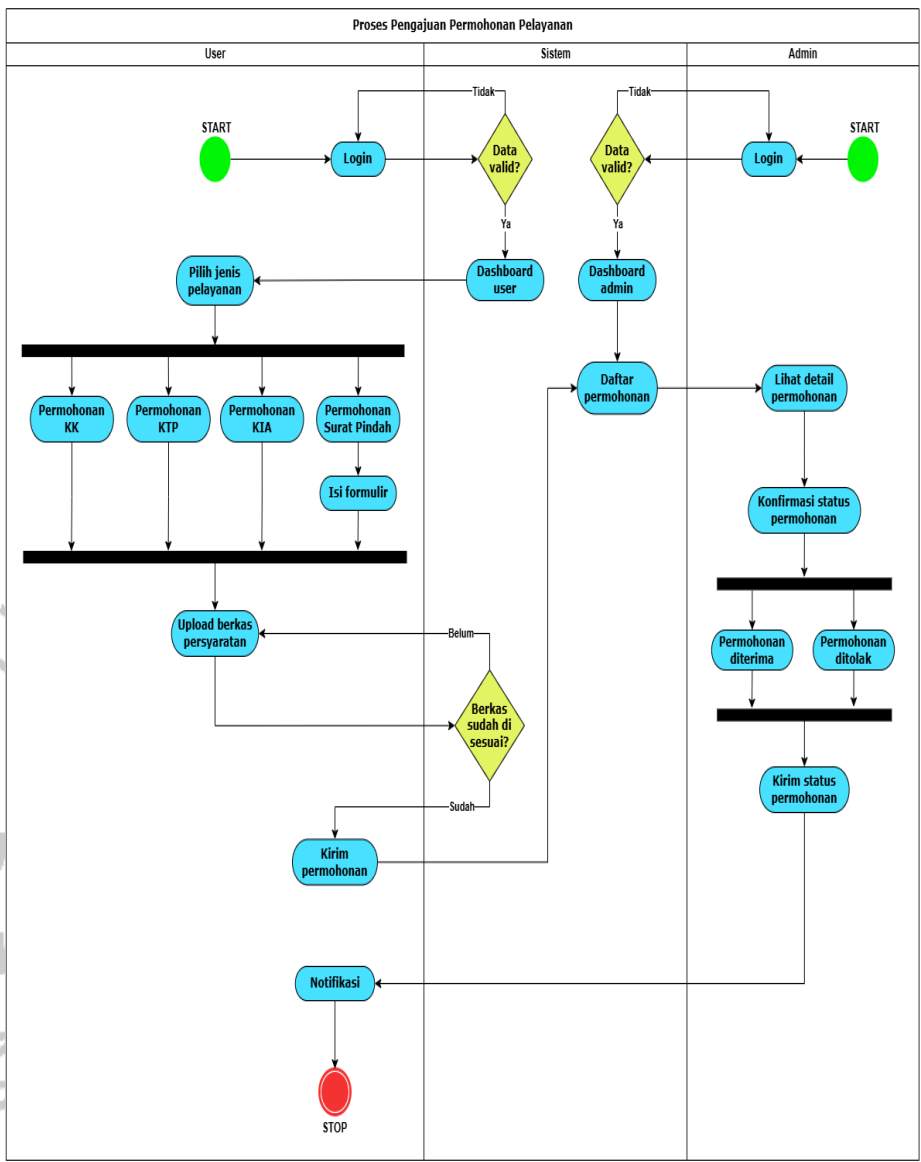 Proses Pengajuan Permohonan Pelayanan
User
Sistem
Admin
Tidak
Tidak
START
START
Login
Data
valid?
Data
valid?
Login
Ya
Ya
Pilih jenis
pelayanan
Dashboard
user
Dashboard
admin
Permohonan
KK
Permohonan
KTP
Permohonan
KIA
Permohonan
Surat Pindah
Daftar
permohonan
Lihat detail
permohonan
Isi formulir
Konfirmasi status
permohonan
Upload berkas
persyaratan
Belum
Permohonan
diterima
Permohonan
ditolak
Berkas
sudah di
sesuai?
Kirim status
permohonan
Sudah
Kirim
permohonan
Notifikasi
STOP